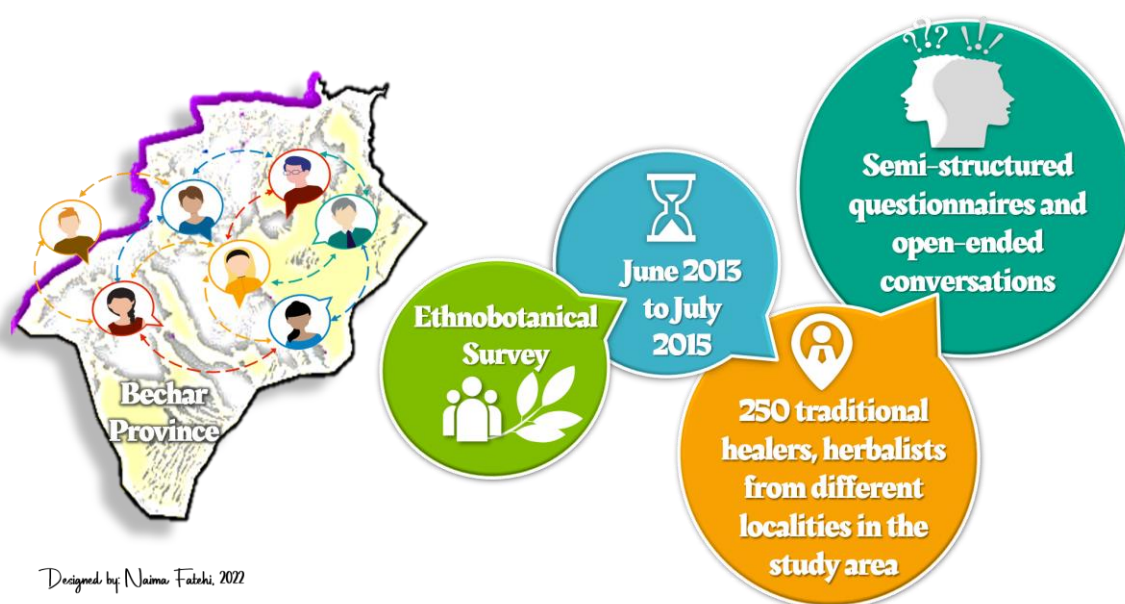 Bechar
Province
Ethnobotanical
Survey
June 2013
to July
2015
250 traditional
healers, herbalists
from different
localities in the
study area
???
!!!
Semi-structured
questionnaires and
open-ended
conversations
Designed by: Naima Fatehi, 2022